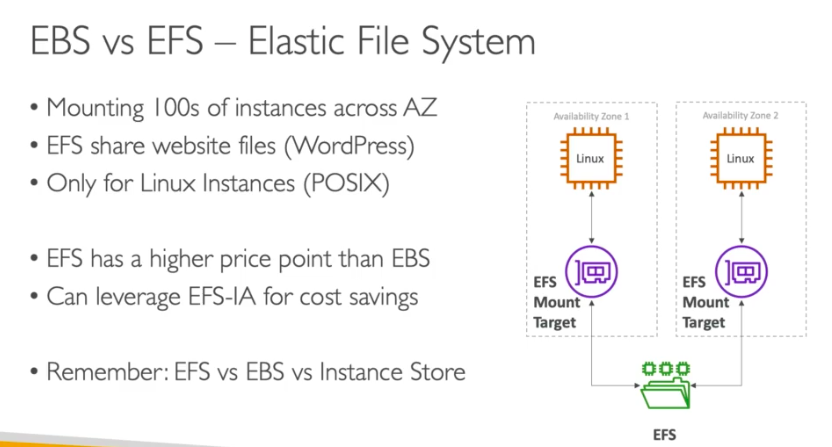 EBS vs EFS – Elastic File System
• Mounting 100s of instances across AZ
• EFS share website files (WordPress)
• Only for Linux Instances (POSIX)
• EFS has a higher price point than EBS
• Can leverage EFS-IA for cost savings
• Remember: EFS vs EBS vs Instance Store
Availability Zone 1
Linux
EFS
Mount
Target
Availability Zone 2
Linux
EFS
Mount
Target
EFS